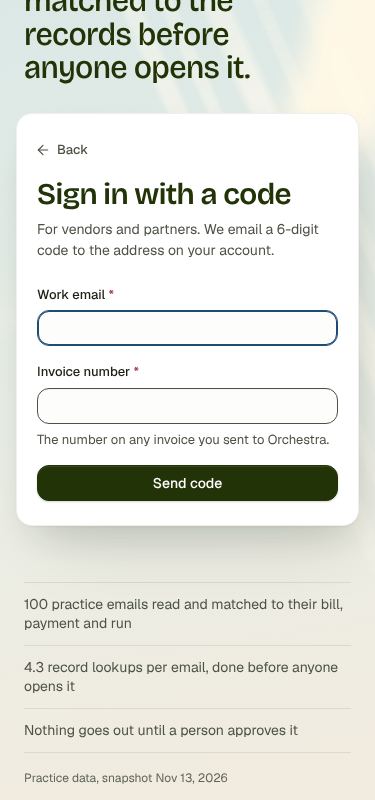 matched to the
records before
anyone opens it.
Back
Sign in with a code
For vendors and partners. We email a 6-digit
code to the address on your account.
Work email *
Invoice number *
The number on any invoice you sent to Orchestra.
Send code
100 practice emails read and matched to their bill,
payment and run
4.3 record lookups per email, done before anyone
opens it
Nothing goes out until a person approves it
Practice data, snapshot Nov 13, 2026